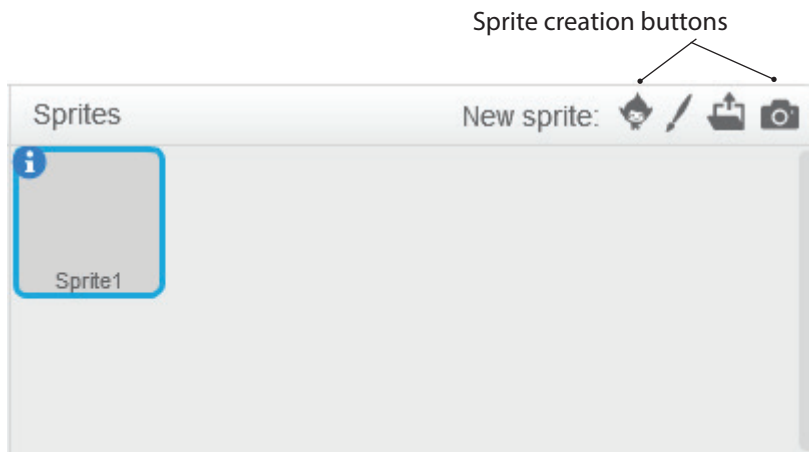 Sprite creation buttons
Sprites
New sprite:
i
Sprite1